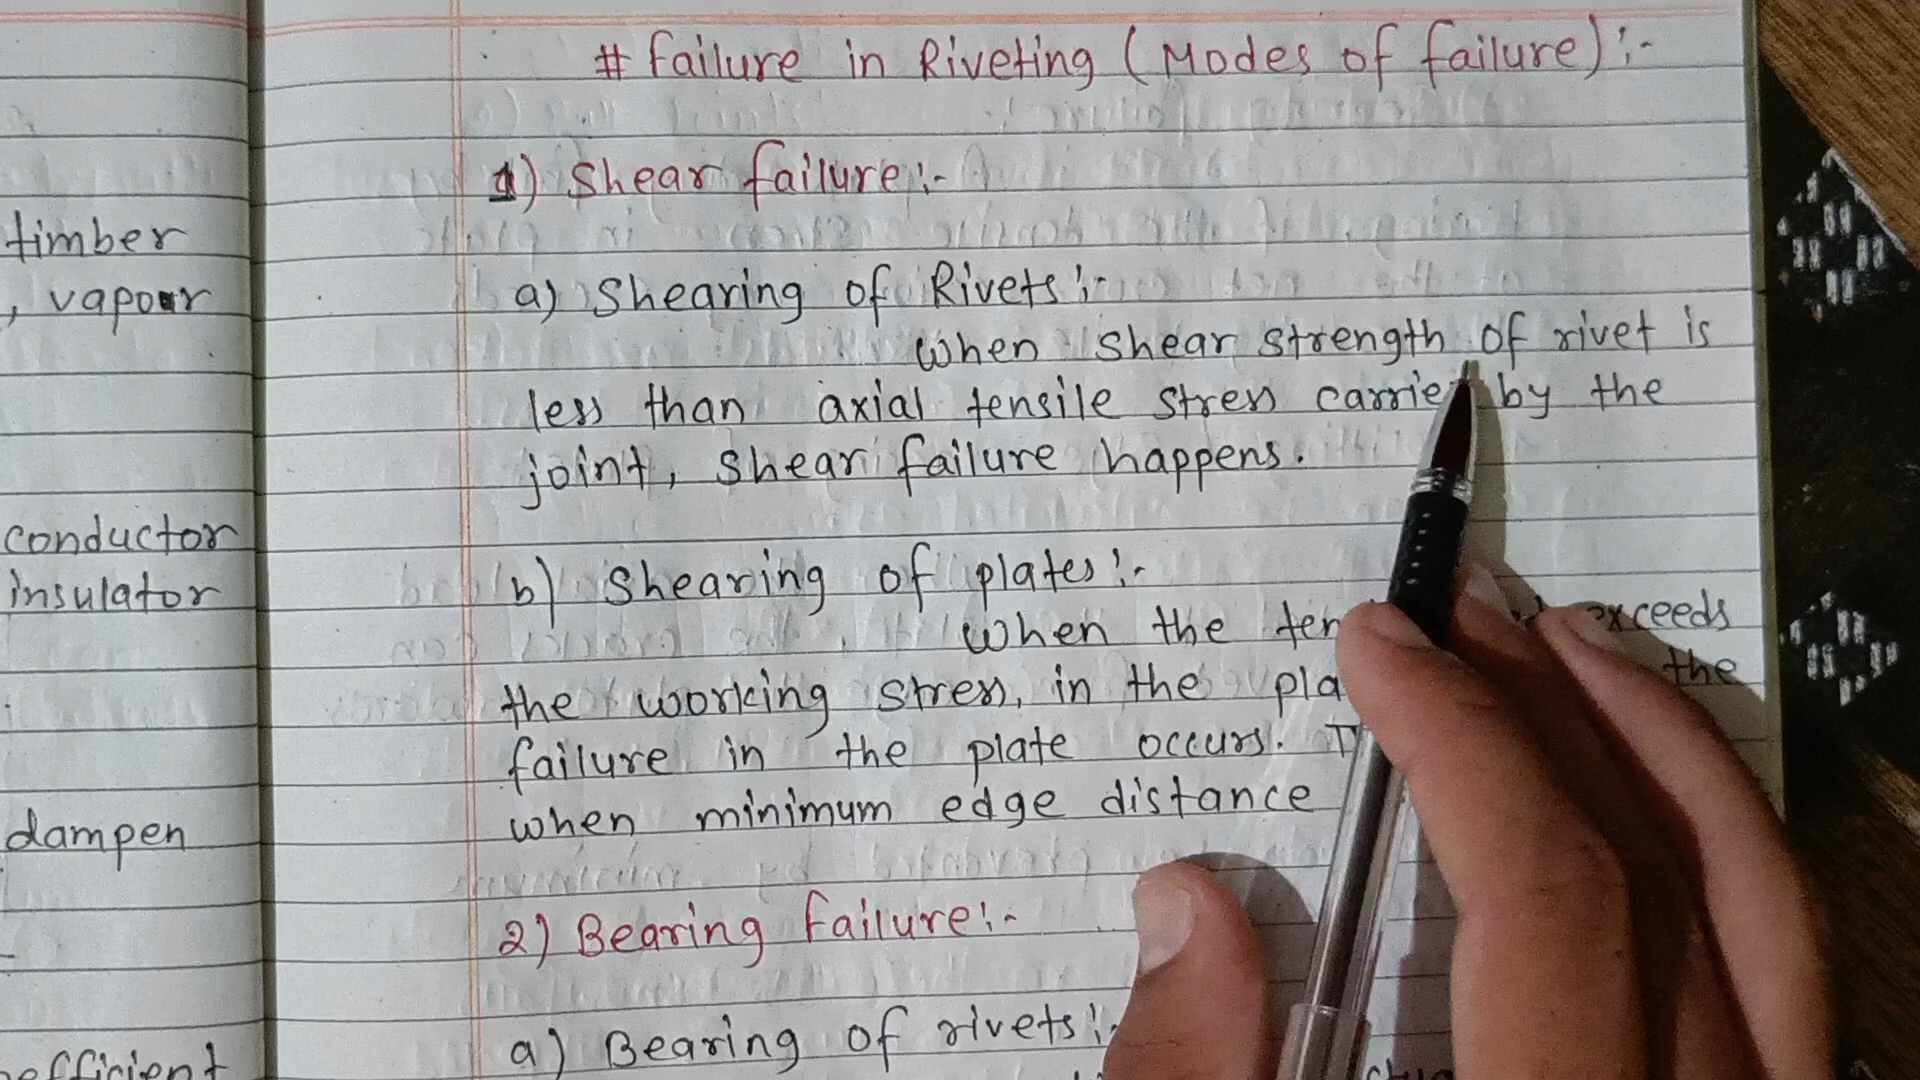 timber
, vapour
conductor
insulator
dampen
# Failure in Riveting (Modes of failure):-
1) Shear failure:-
a) Shearing of Rivets:-
When shear strength of rivet is
less than axial tensile stress carried by the
joint, shear failure happens.
b) Shearing of plates:-
When the exceeds
the working stress, in the the
failure in the plate occurs.
when minimum edge distance
2) Bearing Failure:-
a) Bearing of rivets:-